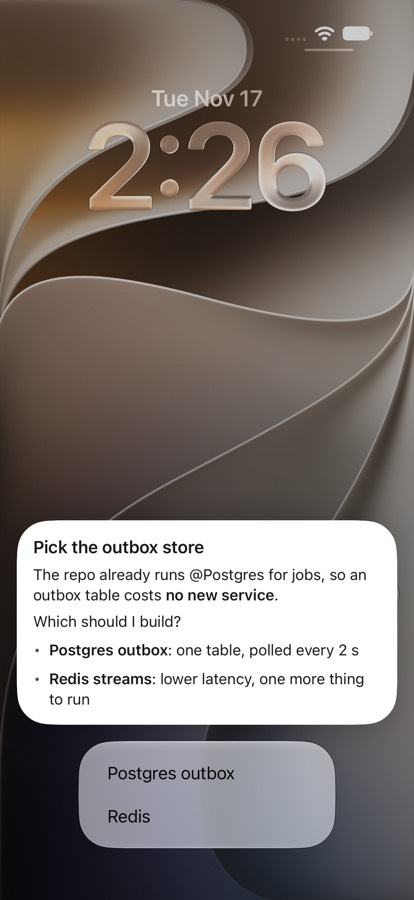 Tue Nov 17
2:26
Pick the outbox store
The repo already runs @Postgres for jobs, so an
outbox table costs no new service.
Which should I build?
• Postgres outbox: one table, polled every 2 s
• Redis streams: lower latency, one more thing
to run
Postgres outbox
Redis